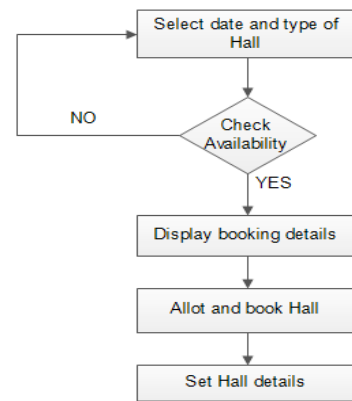 Select date and type of
Hall
NO
Check
Availability
YES
Display booking details
Allot and book Hall
Set Hall details